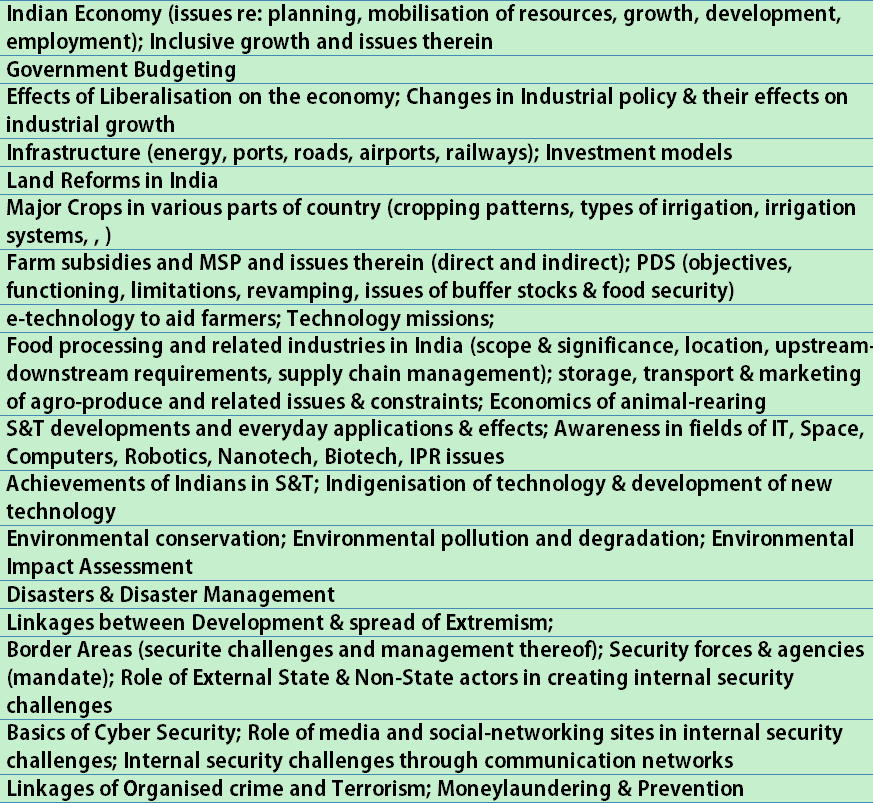 Indian Economy (issues re: planning, mobilisation of resources, growth, development,
employment); Inclusive growth and issues therein
Government Budgeting
Effects of Liberalisation on the economy; Changes in Industrial policy & their effects on
industrial growth
Infrastructure (energy, ports, roads, airports, railways); Investment models
Land Reforms in India
Major Crops in various parts of country (cropping patterns, types of irrigation, irrigation
systems, , )
Farm subsidies and MSP and issues therein (direct and indirect); PDS (objectives,
functioning, limitations, revamping, issues of buffer stocks & food security)
e-technology to aid farmers; Technology missions;
Food processing and related industries in India (scope & significance, location, upstream-
downstream requirements, supply chain management); storage, transport & marketing
of agro-produce and related issues & constraints; Economics of animal-rearing
S&T developments and everyday applications & effects; Awareness in fields of IT, Space,
Computers, Robotics, Nanotech, Biotech, IPR issues
Achievements of Indians in S&T; Indigenisation of technology & development of new
technology
Environmental conservation; Environmental pollution and degradation; Environmental
Impact Assessment
Disasters & Disaster Management
Linkages between Development & spread of Extremism;
Border Areas (securite challenges and management thereof); Security forces & agencies
(mandate); Role of External State & Non-State actors in creating internal security
challenges
Basics of Cyber Security; Role of media and social-networking sites in internal security
challenges; Internal security challenges through communication networks
Linkages of Organised crime and Terrorism; Moneylaundering & Prevention